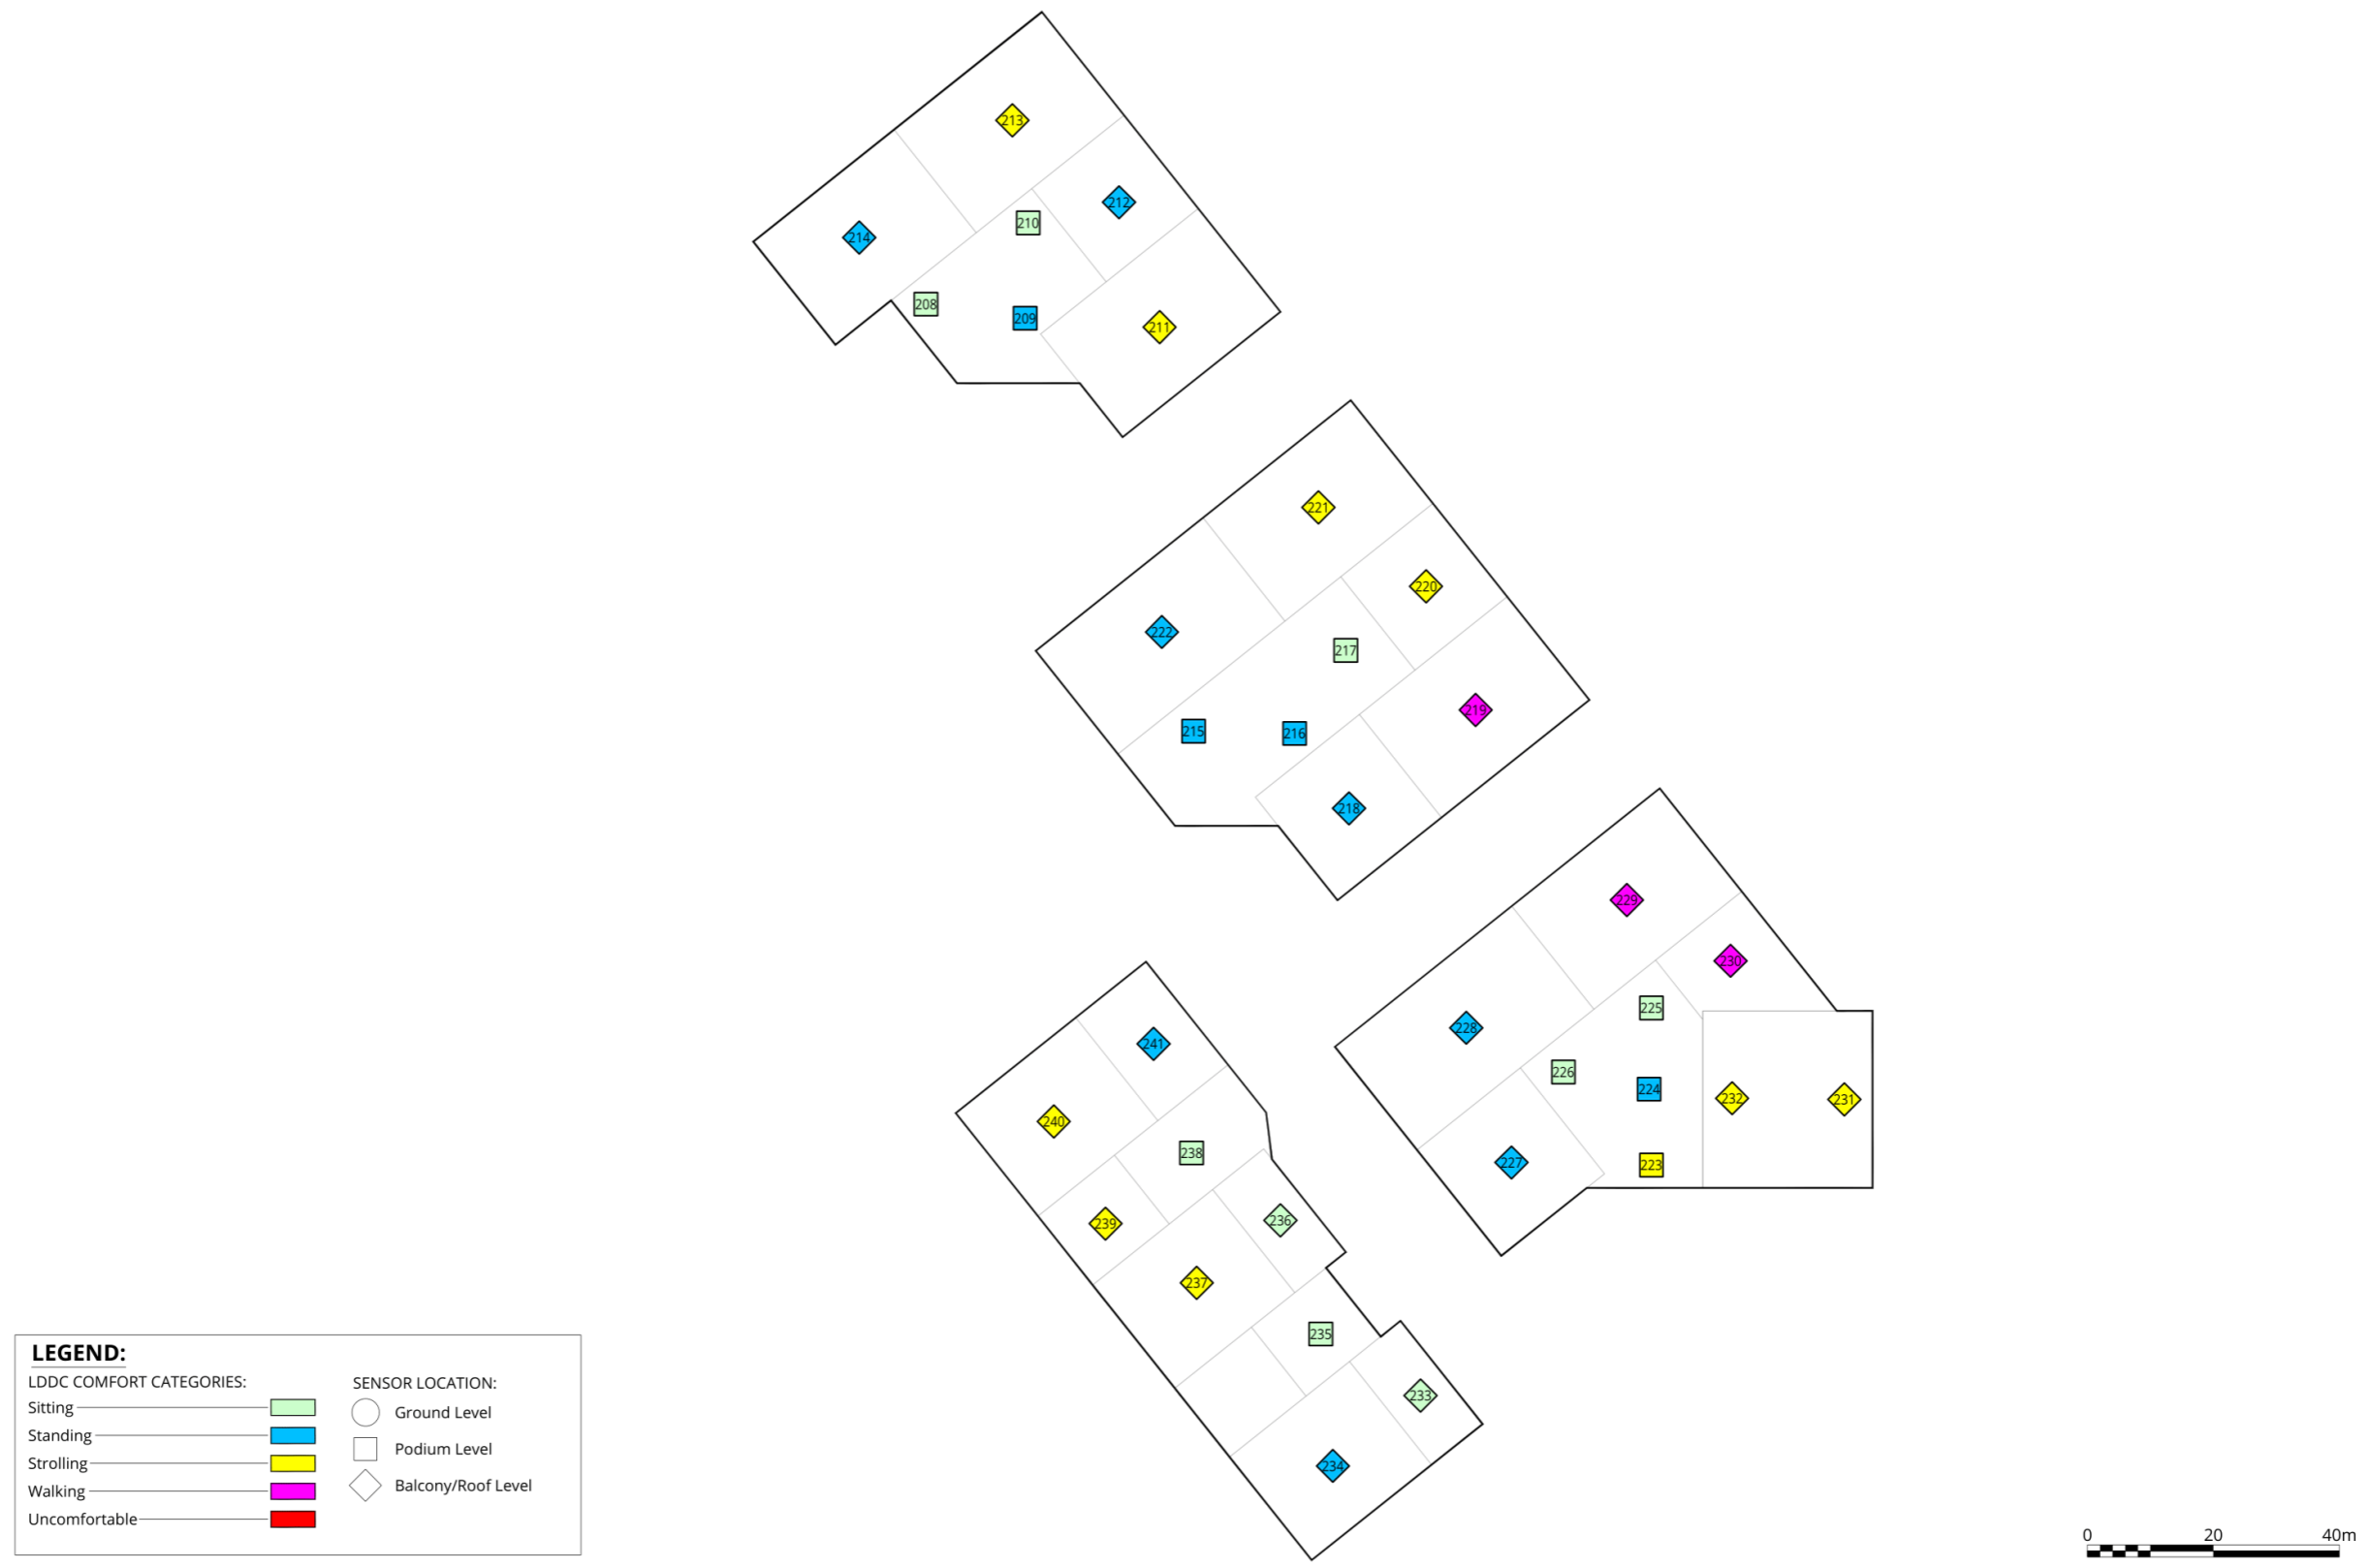 213
212
210
214
208
209
211
221
220
222
217
219
215
216
218
229
230
225
241
228
226
224
232
231
240
238
227
223
239
236
237
235
233
234
LEGEND:
LDDC COMFORT CATEGORIES:
Sitting
Standing
Strolling
Walking
Uncomfortable
SENSOR LOCATION:
Ground Level
Podium Level
Balcony/Roof Level
0 20 40m